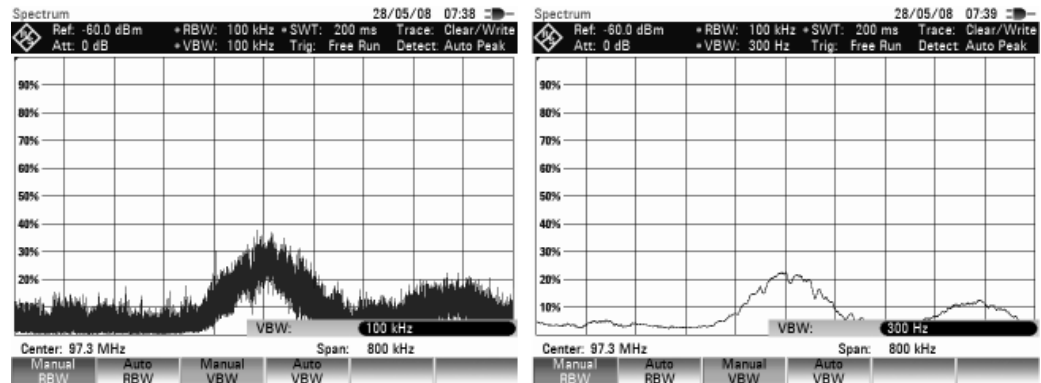 Spectrum 28/05/08 07:38
Ref: -60.0 dBm • RBW: 100 kHz • SWT: 200 ms Trace: Clear/Write
Att: 0 dB • VBW: 100 kHz Trig: Free Run Detect: Auto Peak
90%
80%
70%
60%
50%
40%
30%
20%
VBW: 100 kHz
Center: 97.3 MHz Span: 800 kHz
Manual RBW
Auto RBW
Manual VBW
Auto VBW
Spectrum 28/05/08 07:39
Ref: -60.0 dBm • RBW: 100 kHz • SWT: 200 ms Trace: Clear/Write
Att: 0 dB • VBW: 300 Hz Trig: Free Run Detect: Auto Peak
90%
80%
70%
60%
50%
40%
30%
20%
10%
VBW: 300 Hz
Center: 97.3 MHz Span: 800 kHz
Manual RBW
Auto RBW
Manual VBW
Auto VBW